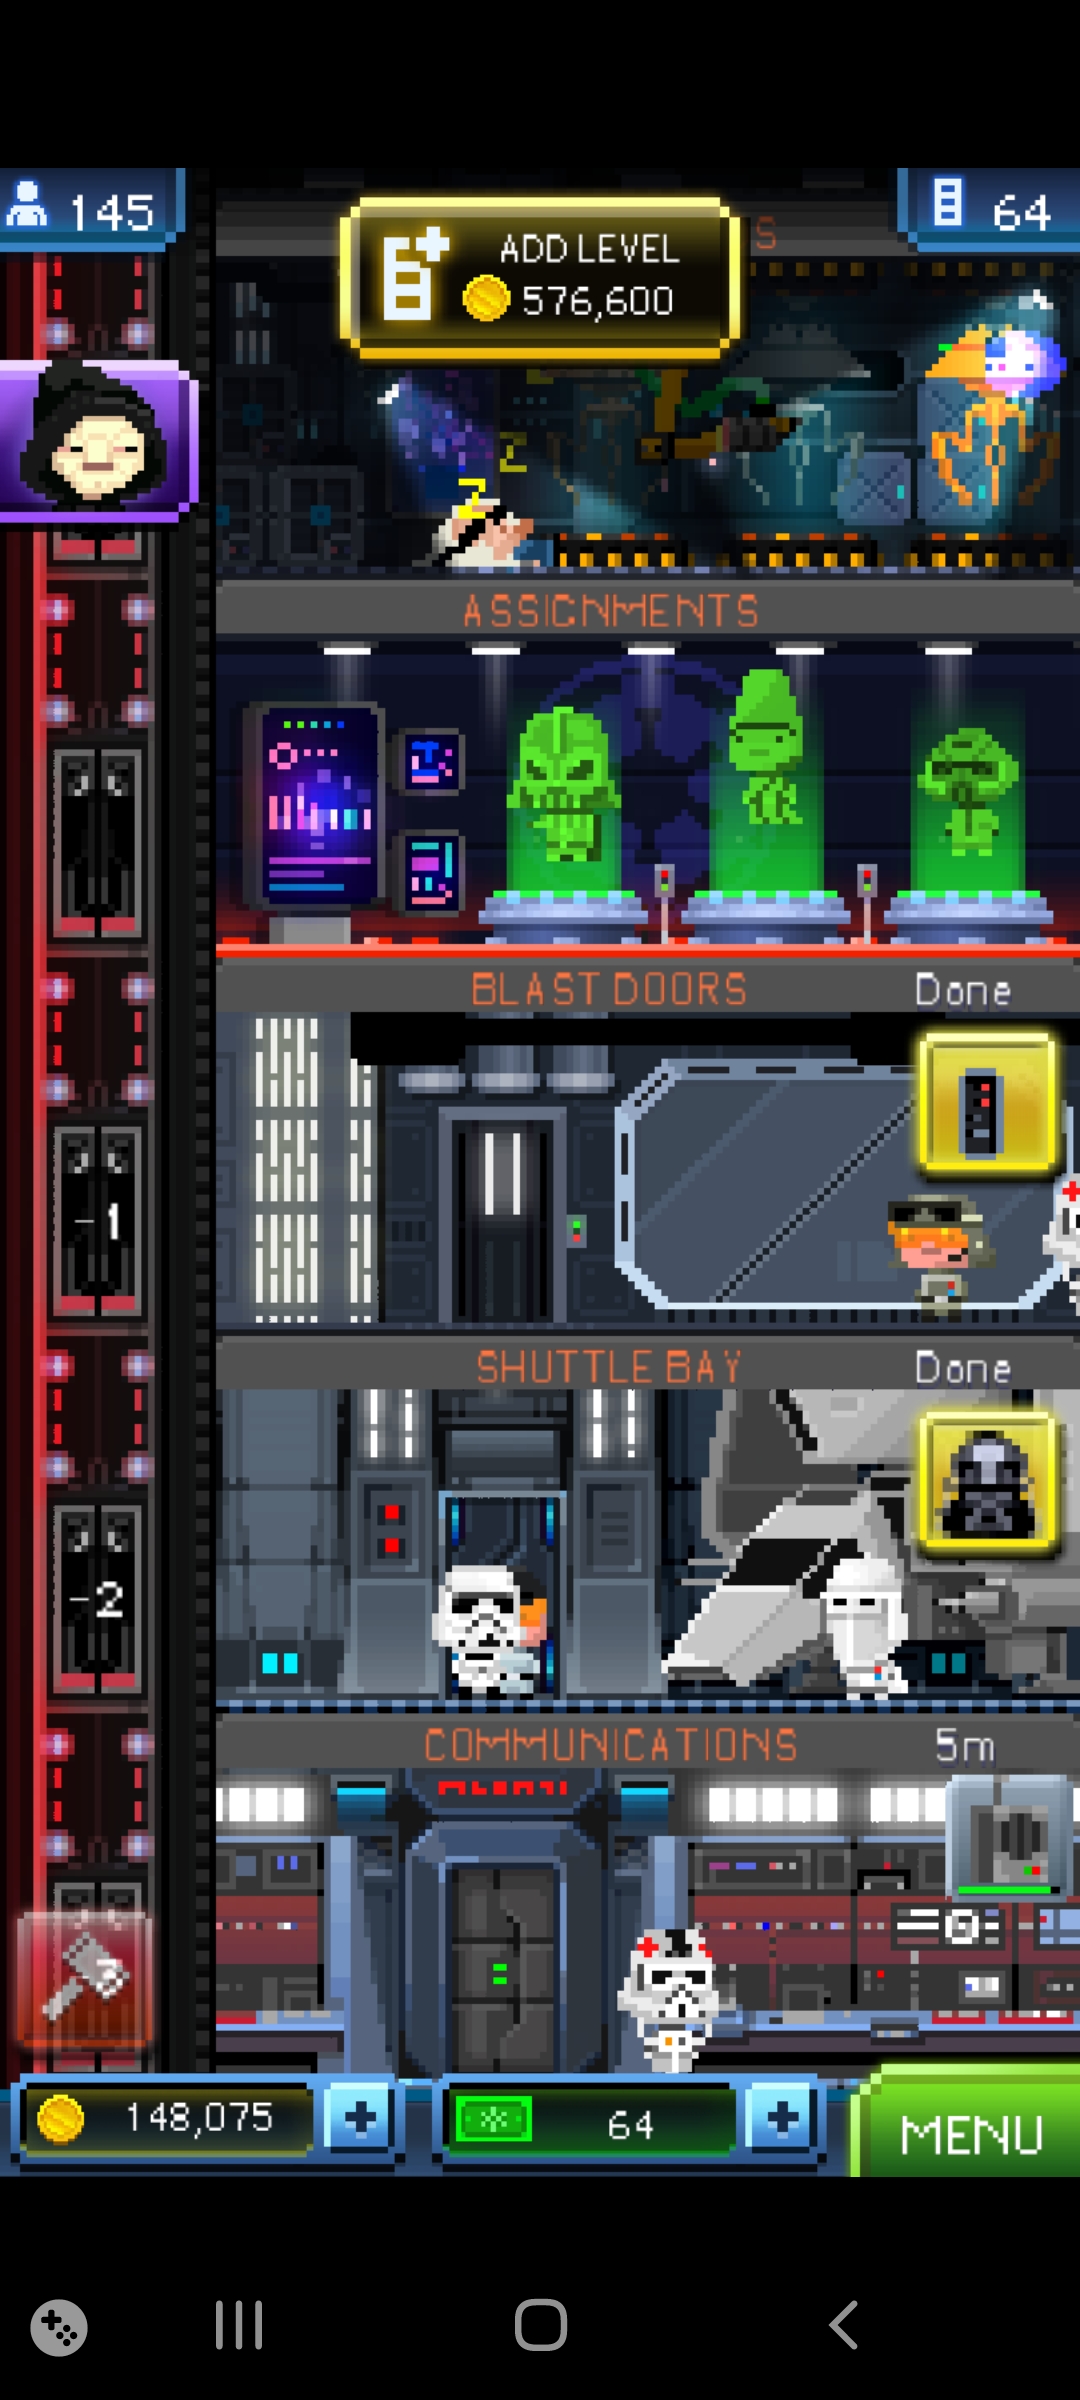 145
64
ADD LEVEL
576,600
S
Z
Z
ASSIGNMENTS
BLAST DOORS Done
-1
SHUTTLE BAY Done
-2
COMMUNICATIONS 5m
148,075
64
MENU